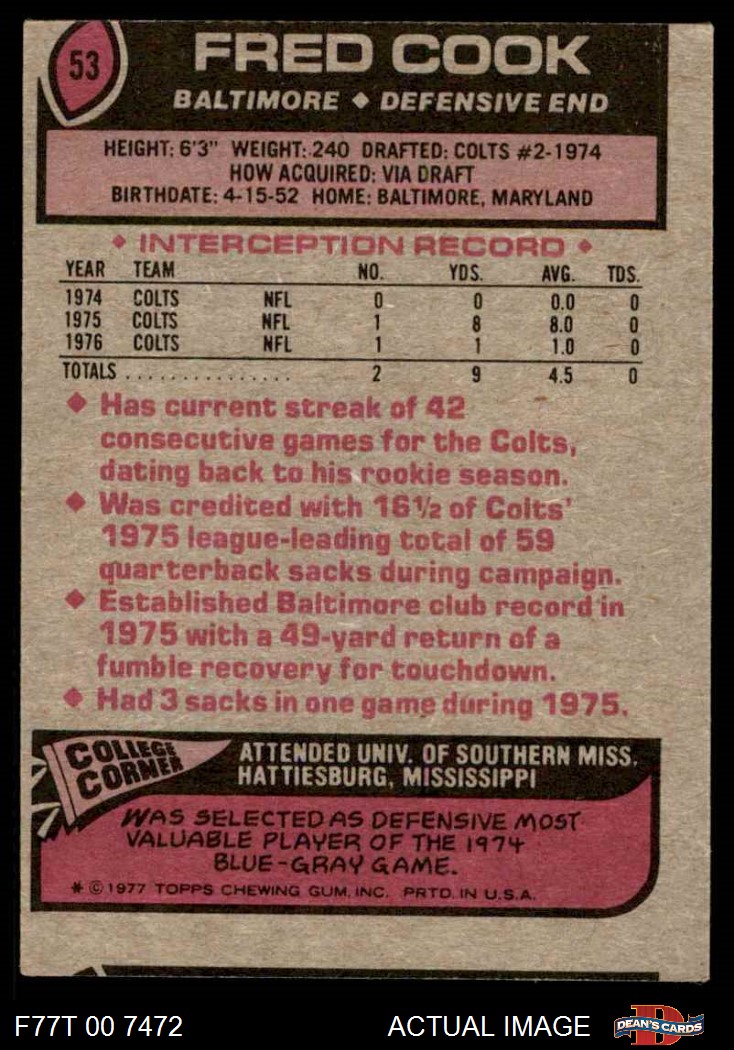 53
FRED COOK
BALTIMORE ◆ DEFENSIVE END
HEIGHT: 6'3" WEIGHT: 240 DRAFTED: COLTS #2-1974
HOW ACQUIRED: VIA DRAFT
BIRTHDATE: 4-15-52 HOME: BALTIMORE, MARYLAND
◆ INTERCEPTION RECORD ◆
YEAR TEAM NO. YDS. AVG. TDS.
1974 COLTS NFL 0 0 0.0 0
1975 COLTS NFL 1 8 8.0 0
1976 COLTS NFL 1 1 1.0 0
TOTALS ............... 2 9 4.5 0
◆ Has current streak of 42
consecutive games for the Colts,
dating back to his rookie season.
◆ Was credited with 16½ of Colts'
1975 league-leading total of 59
quarterback sacks during campaign.
◆ Established Baltimore club record in
1975 with a 49-yard return of a
fumble recovery for touchdown.
◆ Had 3 sacks in one game during 1975.
COLLEGE
CORNER
ATTENDED UNIV. OF SOUTHERN MISS.
HATTIESBURG, MISSISSIPPI
WAS SELECTED AS DEFENSIVE MOST
VALUABLE PLAYER OF THE 1974
BLUE-GRAY GAME.
* © 1977 TOPPS CHEWING GUM, INC. PRTD. IN U.S.A.
F77T 00 7472 ACTUAL IMAGE
D
DEAN'S CARDS